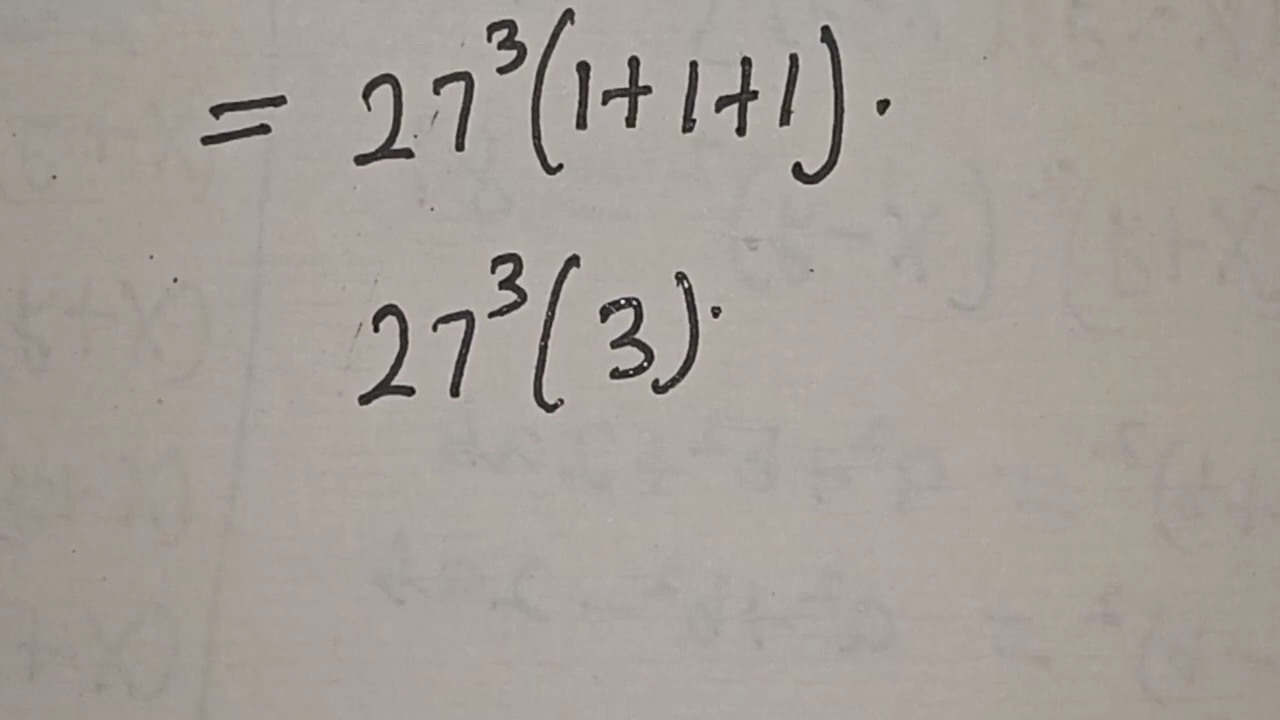 = 27³(1+1+1).
27³(3).